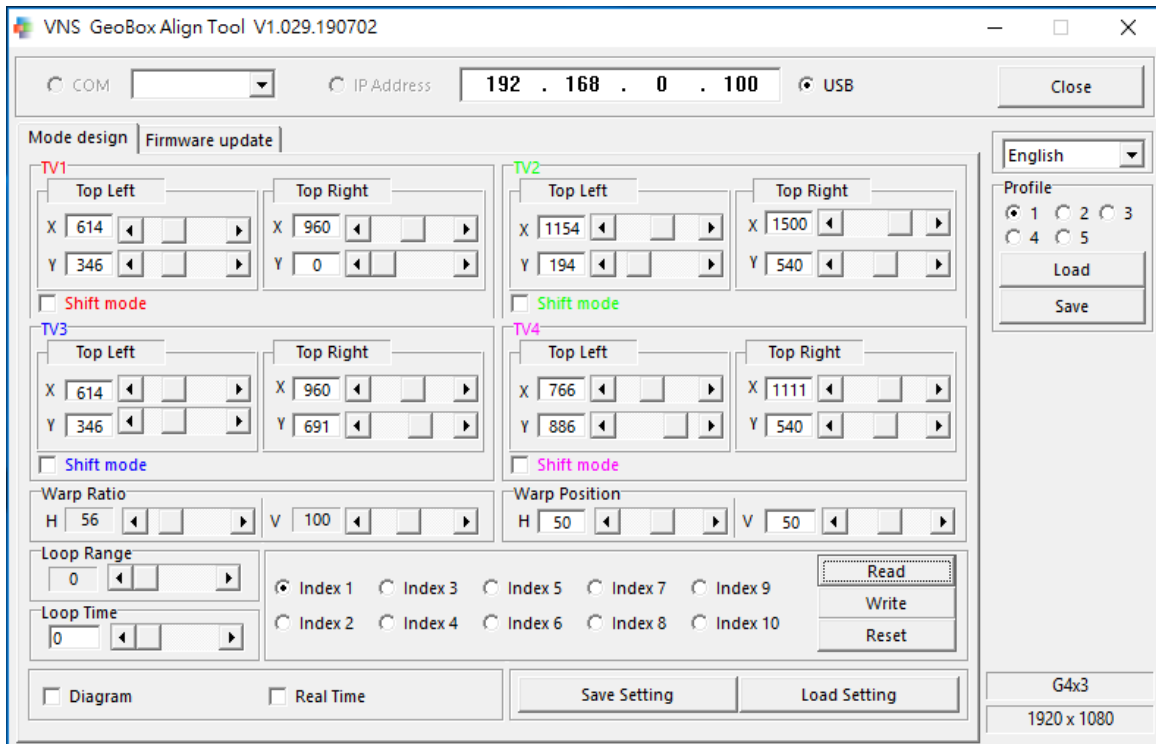 VNS GeoBox Align Tool V1.029.190702
COM IP Address 192 . 168 . 0 . 100 USB Close
Mode design Firmware update
English
TV1 TV2
Top Left Top Right Top Left Top Right
X 614 X 960 X 1154 X 1500
Y 346 Y 0 Y 194 Y 540
Shift mode Shift mode
Profile
1 2 3
4 5
Load
Save
TV3 TV4
Top Left Top Right Top Left Top Right
X 614 X 960 X 766 X 1111
Y 346 Y 691 Y 886 Y 540
Shift mode Shift mode
Warp Ratio Warp Position
H 56 V 100 H 50 V 50
Loop Range
0
Loop Time
0
Index 1 Index 3 Index 5 Index 7 Index 9
Index 2 Index 4 Index 6 Index 8 Index 10
Read
Write
Reset
Diagram Real Time Save Setting Load Setting
G4x3
1920 x 1080